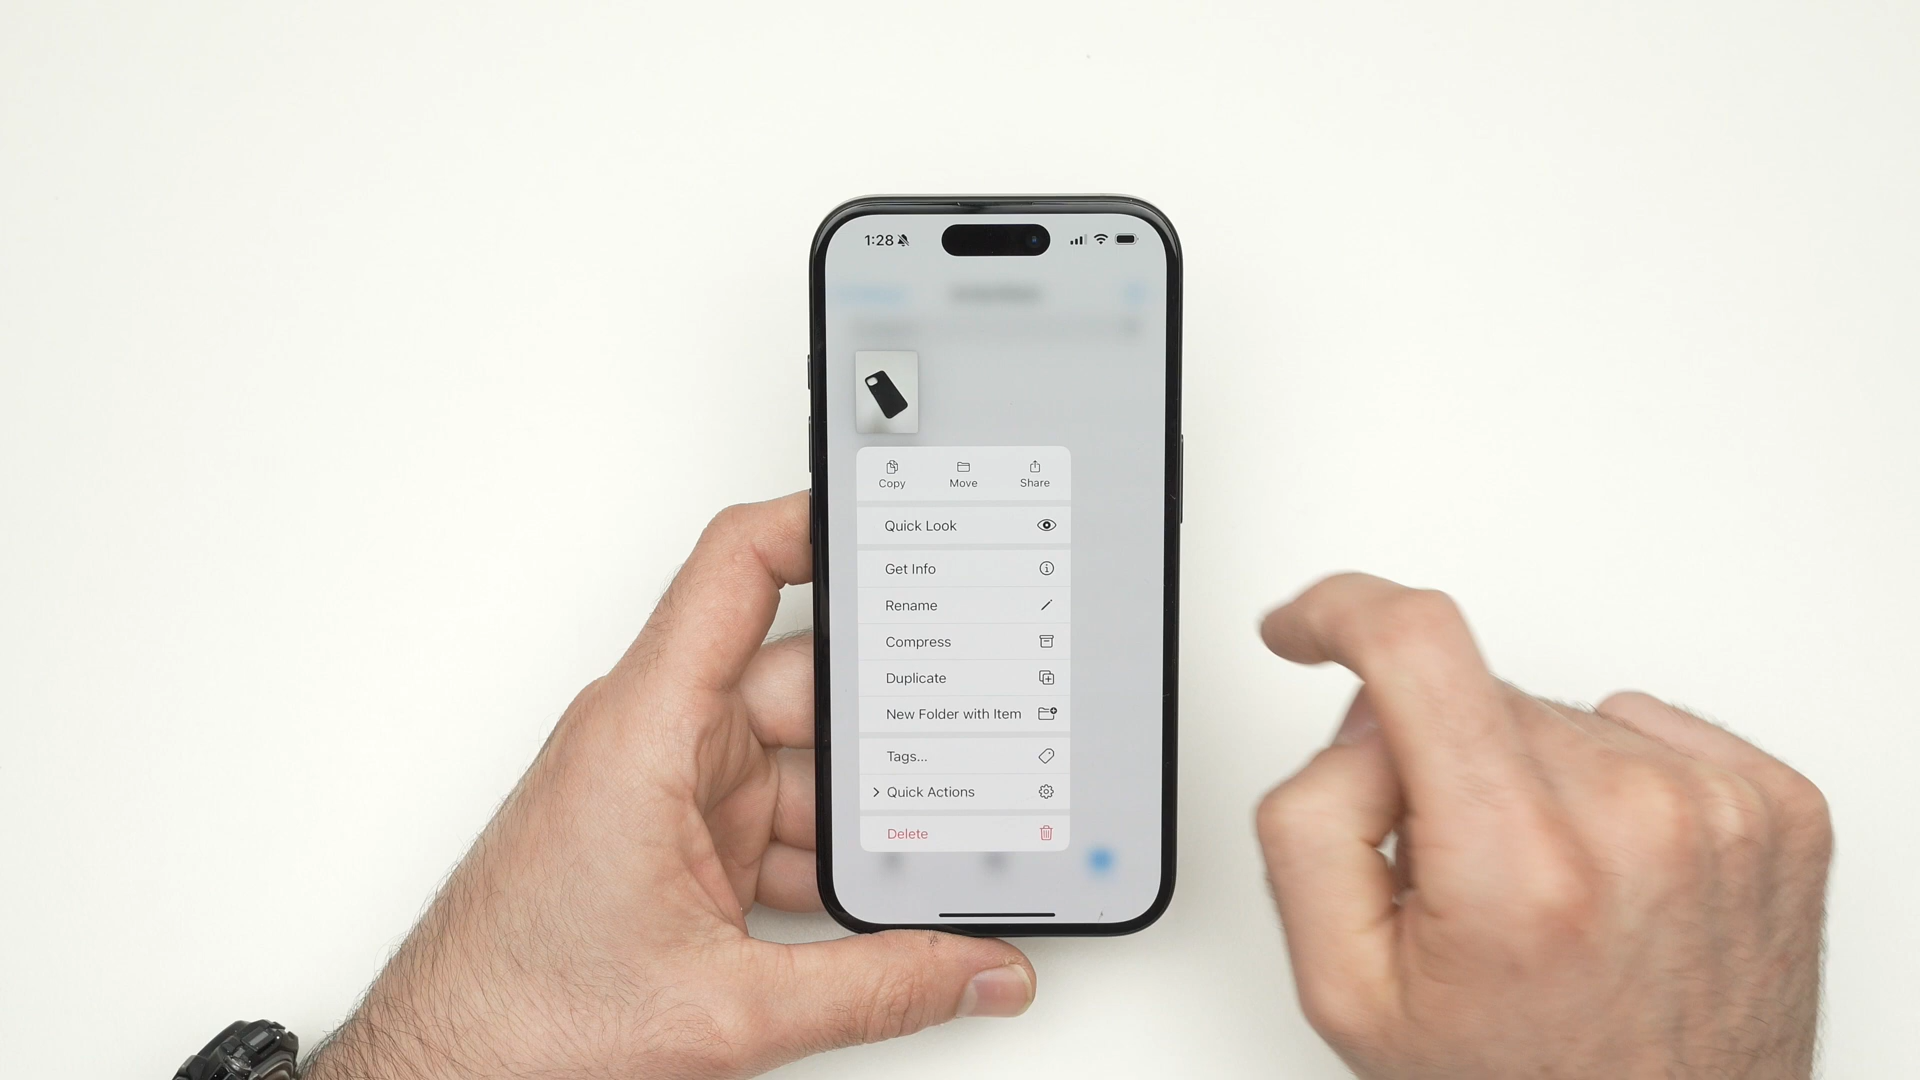 1:28
Copy Move Share
Quick Look
Get Info
Rename
Compress
Duplicate
New Folder with Item
Tags...
Quick Actions
Delete